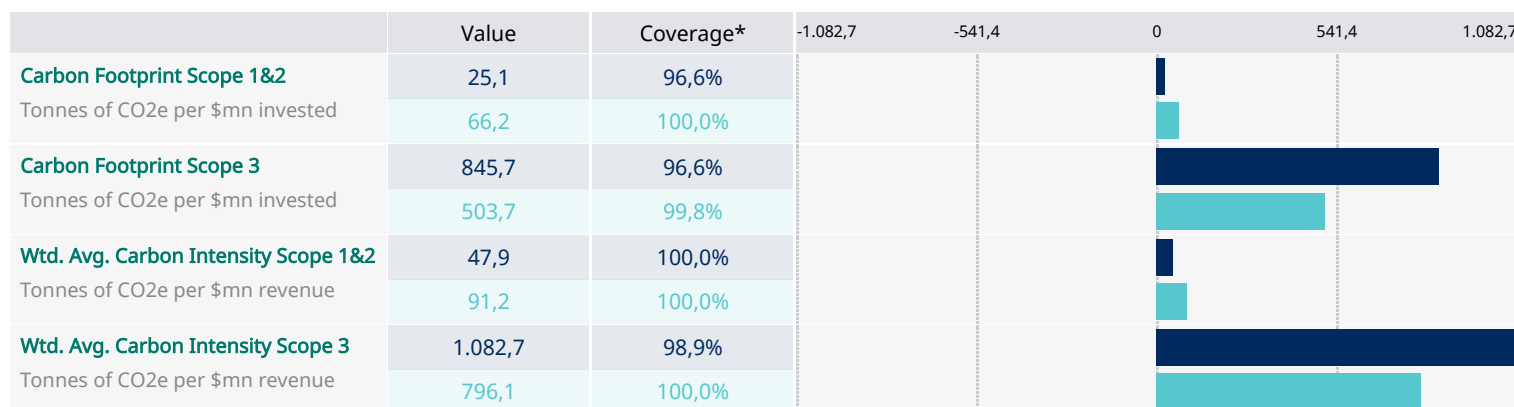 Value Coverage* -1.082,7 -541,4 0 541,4 1.082,7
Carbon Footprint Scope 1&2 25,1 96,6%
Tonnes of CO2e per $mn invested 66,2 100,0%
Carbon Footprint Scope 3 845,7 96,6%
Tonnes of CO2e per $mn invested 503,7 99,8%
Wtd. Avg. Carbon Intensity Scope 1&2 47,9 100,0%
Tonnes of CO2e per $mn revenue 91,2 100,0%
Wtd. Avg. Carbon Intensity Scope 3 1.082,7 98,9%
Tonnes of CO2e per $mn revenue 796,1 100,0%